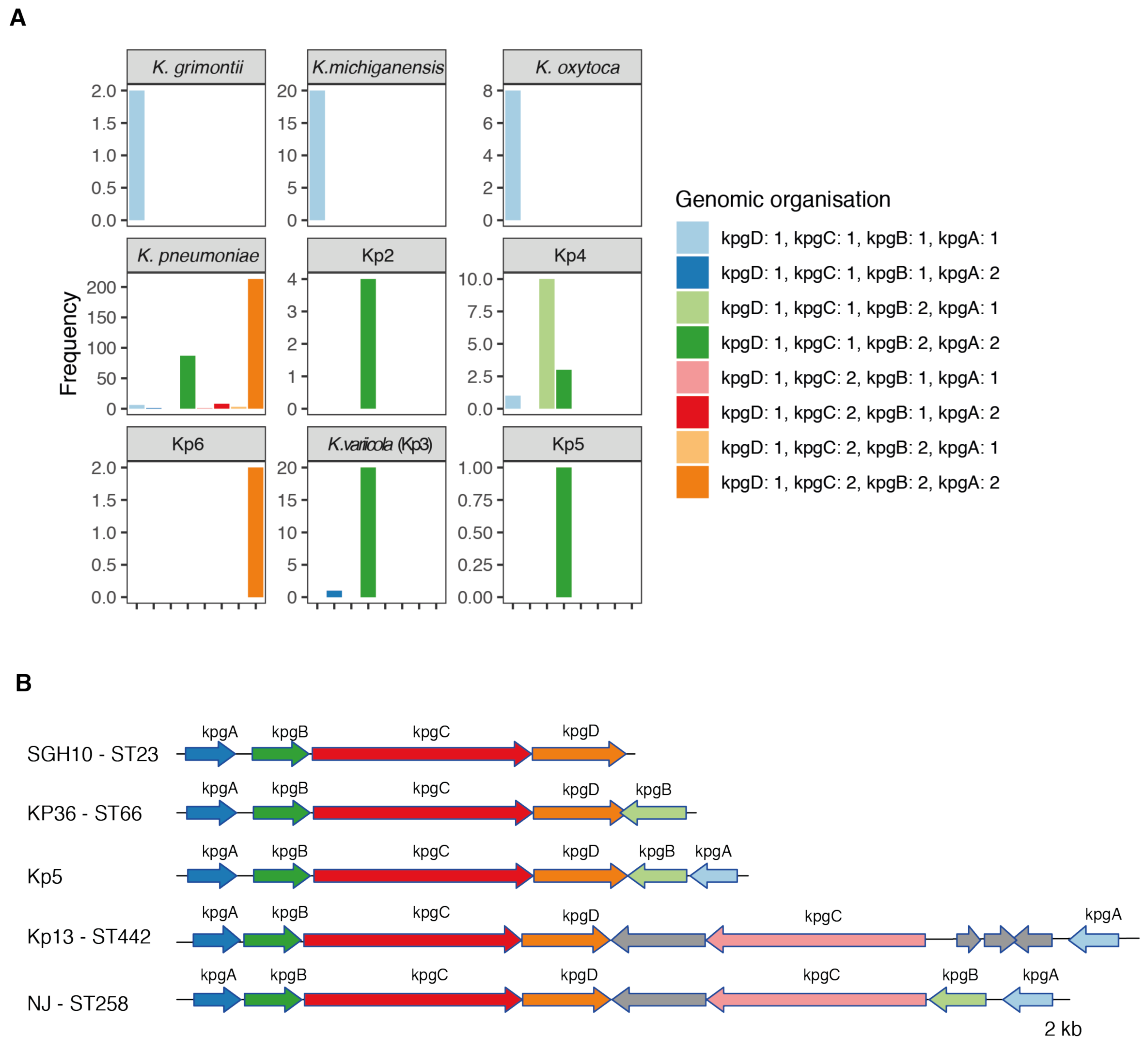 A
K. grimontii
K.michiganensis
K. oxytoca
2.0
1.5
1.0
0.5
0.0
20
15
10
5
0
8
6
4
2
0
Genomic organisation
kpgD: 1, kpgC: 1, kpgB: 1, kpgA: 1
kpgD: 1, kpgC: 1, kpgB: 1, kpgA: 2
kpgD: 1, kpgC: 1, kpgB: 2, kpgA: 1
kpgD: 1, kpgC: 1, kpgB: 2, kpgA: 2
kpgD: 1, kpgC: 2, kpgB: 1, kpgA: 1
kpgD: 1, kpgC: 2, kpgB: 1, kpgA: 2
kpgD: 1, kpgC: 2, kpgB: 2, kpgA: 1
kpgD: 1, kpgC: 2, kpgB: 2, kpgA: 2
Frequency
K. pneumoniae
Kp2
Kp4
200
150
100
50
0
4
3
2
1
0
10.0
7.5
5.0
2.5
0.0
Kp6
K.variicola (Kp3)
Kp5
2.0
1.5
1.0
0.5
0.0
20
15
10
5
0
1.00
0.75
0.50
0.25
0.00
B
kpgA kpgB kpgC kpgD
SGH10 - ST23
kpgA kpgB kpgC kpgD kpgB
KP36 - ST66
kpgA kpgB kpgC kpgD kpgB kpgA
Kp5
kpgA kpgB kpgC kpgD kpgC kpgA
Kp13 - ST442
kpgA kpgB kpgC kpgD kpgC kpgB kpgA
NJ - ST258
2 kb